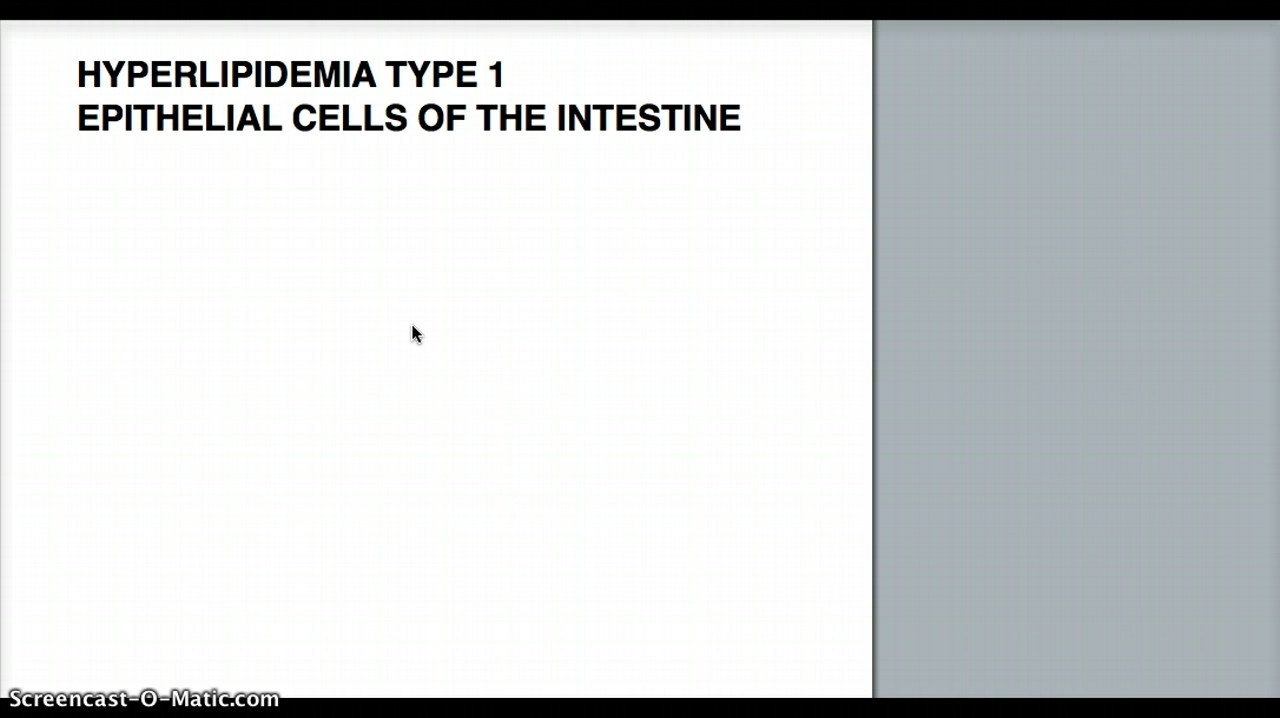 HYPERLIPIDEMIA TYPE 1
EPITHELIAL CELLS OF THE INTESTINE
Screencast-O-Matic.com